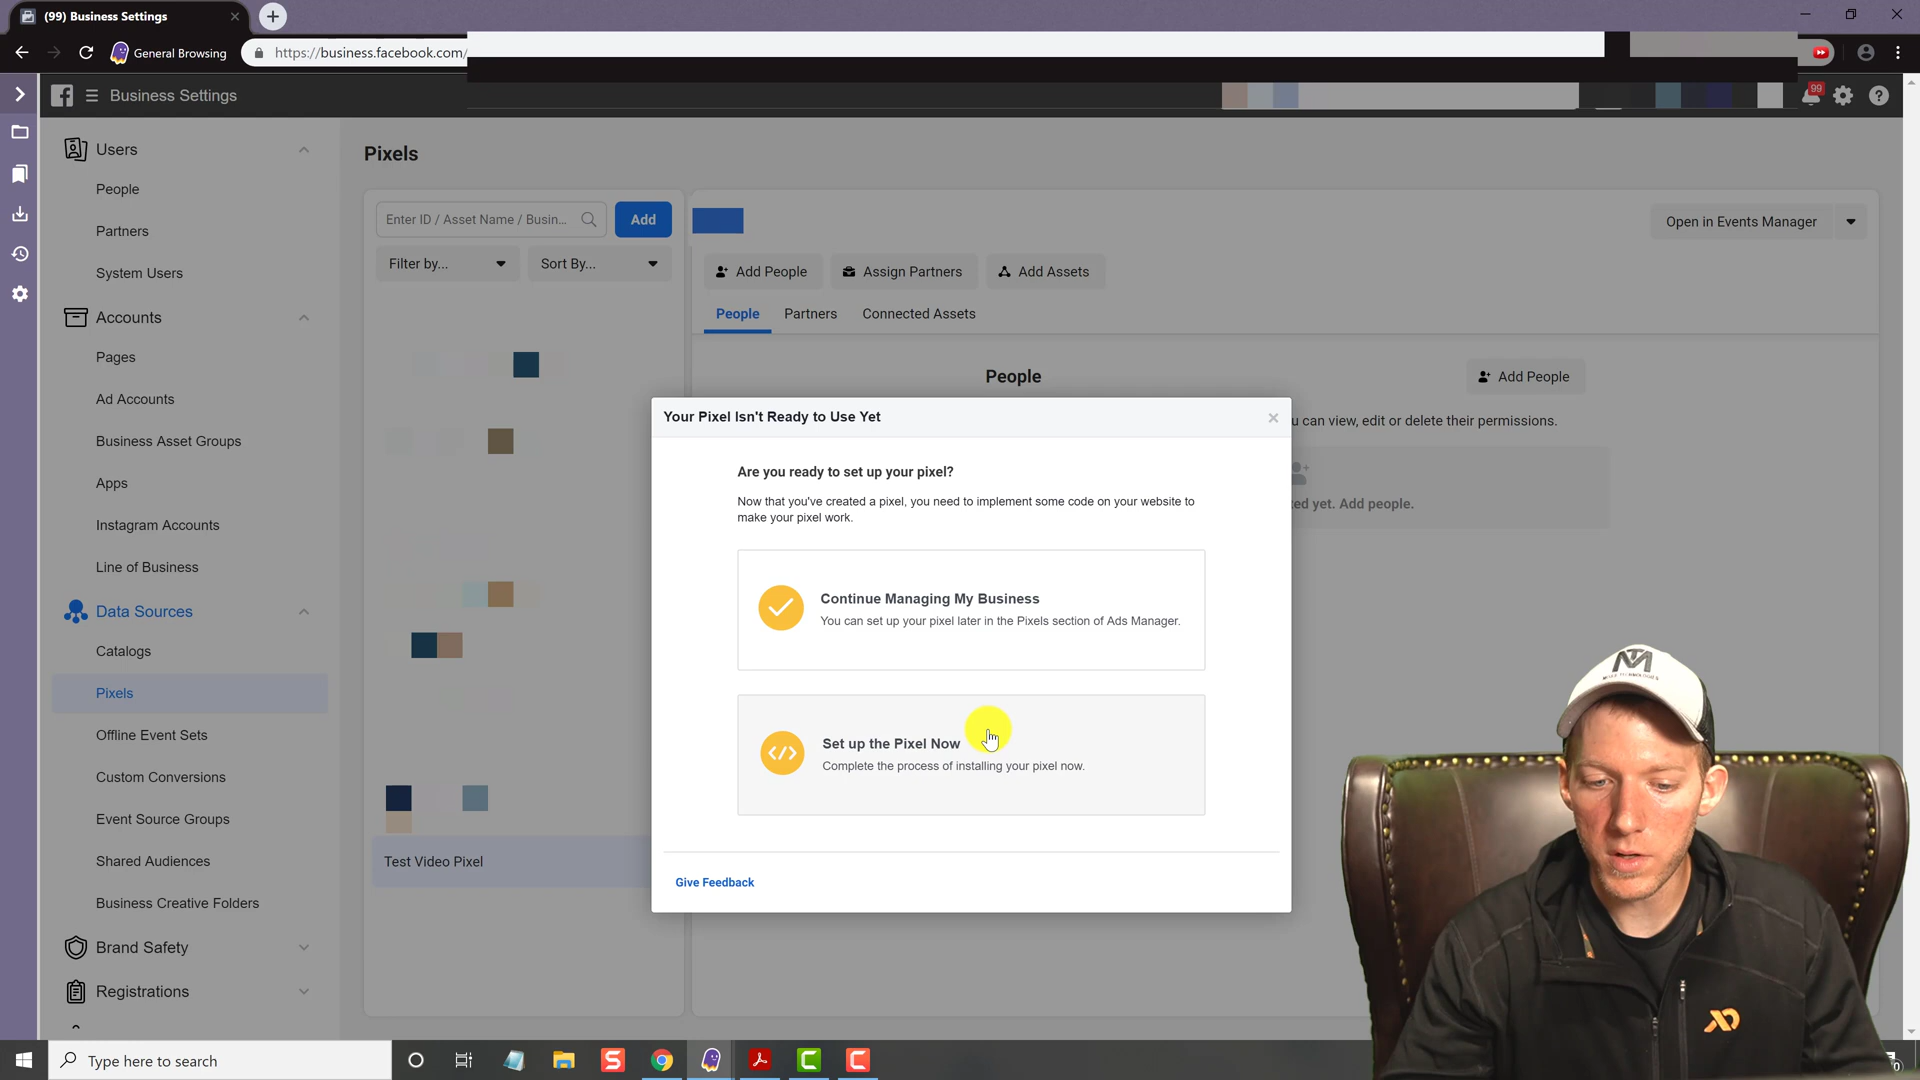 (99) Business Settings
General Browsing
https://business.facebook.com/
Business Settings
99
Users
People
Partners
System Users
Accounts
Pages
Ad Accounts
Business Asset Groups
Apps
Instagram Accounts
Line of Business
Data Sources
Catalogs
Pixels
Offline Event Sets
Custom Conversions
Event Source Groups
Shared Audiences
Business Creative Folders
Brand Safety
Registrations
Pixels
Enter ID / Asset Name / Busin...
Add
Filter by...
Sort By...
Test Video Pixel
Open in Events Manager
Add People
Assign Partners
Add Assets
People
Partners
Connected Assets
People
Add People
u can view, edit or delete their permissions.
ed yet. Add people.
Your Pixel Isn't Ready to Use Yet
Are you ready to set up your pixel?
Now that you've created a pixel, you need to implement some code on your website to
make your pixel work.
Continue Managing My Business
You can set up your pixel later in the Pixels section of Ads Manager.
Set up the Pixel Now
Complete the process of installing your pixel now.
Give Feedback
Type here to search